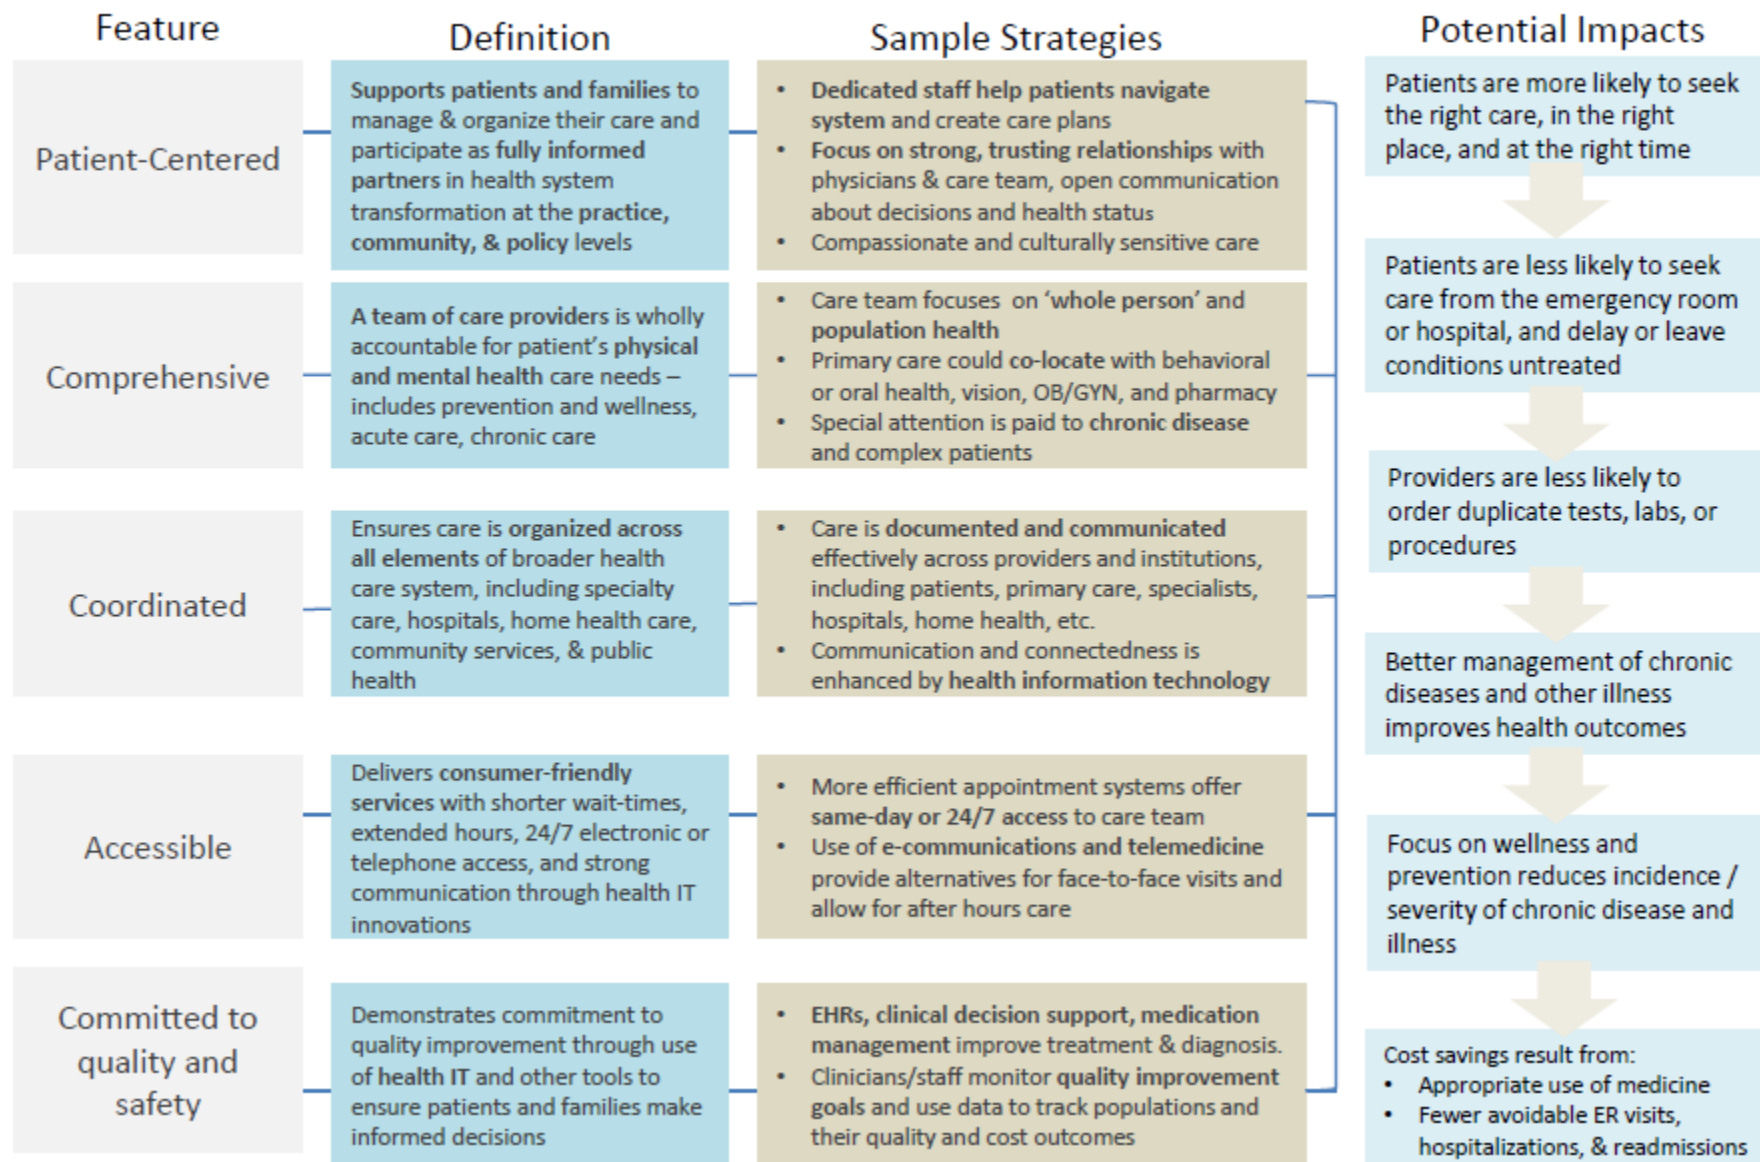 Feature
Definition
Sample Strategies
Potential Impacts
Patient-Centered
Supports patients and families to
manage & organize their care and
participate as fully informed
partners in health system
transformation at the practice,
community, & policy levels
• Dedicated staff help patients navigate
system and create care plans
• Focus on strong, trusting relationships with
physicians & care team, open communication
about decisions and health status
• Compassionate and culturally sensitive care
Comprehensive
A team of care providers is wholly
accountable for patient's physical
and mental health care needs –
includes prevention and wellness,
acute care, chronic care
• Care team focuses on 'whole person' and
population health
• Primary care could co-locate with behavioral
or oral health, vision, OB/GYN, and pharmacy
• Special attention is paid to chronic disease
and complex patients
Coordinated
Ensures care is organized across
all elements of broader health
care system, including specialty
care, hospitals, home health care,
community services, & public
health
• Care is documented and communicated
effectively across providers and institutions,
including patients, primary care, specialists,
hospitals, home health, etc.
• Communication and connectedness is
enhanced by health information technology
Accessible
Delivers consumer-friendly
services with shorter wait-times,
extended hours, 24/7 electronic or
telephone access, and strong
communication through health IT
innovations
• More efficient appointment systems offer
same-day or 24/7 access to care team
• Use of e-communications and telemedicine
provide alternatives for face-to-face visits and
allow for after hours care
Committed to
quality and
safety
Demonstrates commitment to
quality improvement through use
of health IT and other tools to
ensure patients and families make
informed decisions
• EHRs, clinical decision support, medication
management improve treatment & diagnosis.
• Clinicians/staff monitor quality improvement
goals and use data to track populations and
their quality and cost outcomes
Patients are more likely to seek
the right care, in the right
place, and at the right time
Patients are less likely to seek
care from the emergency room
or hospital, and delay or leave
conditions untreated
Providers are less likely to
order duplicate tests, labs, or
procedures
Better management of chronic
diseases and other illness
improves health outcomes
Focus on wellness and
prevention reduces incidence /
severity of chronic disease and
illness
Cost savings result from:
• Appropriate use of medicine
• Fewer avoidable ER visits,
hospitalizations, & readmissions